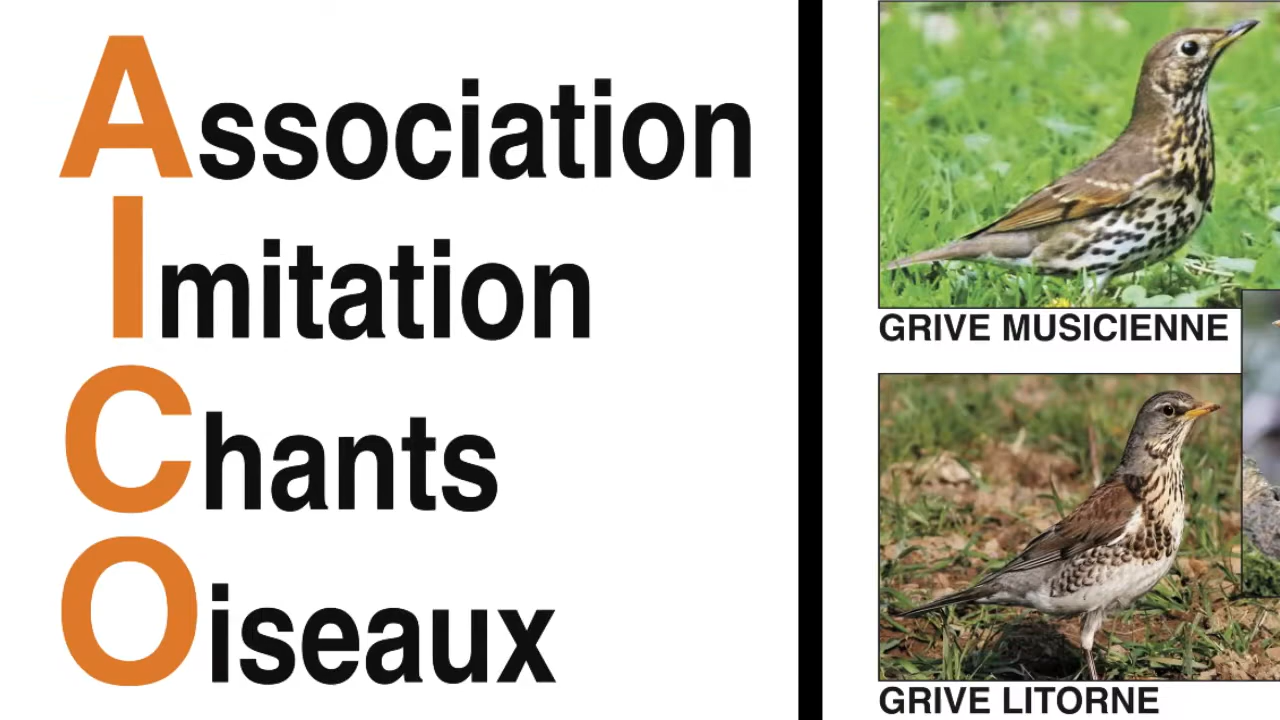 Association
Imitation
Chants
Oiseaux
GRIVE MUSICIENNE
GRIVE LITORNE